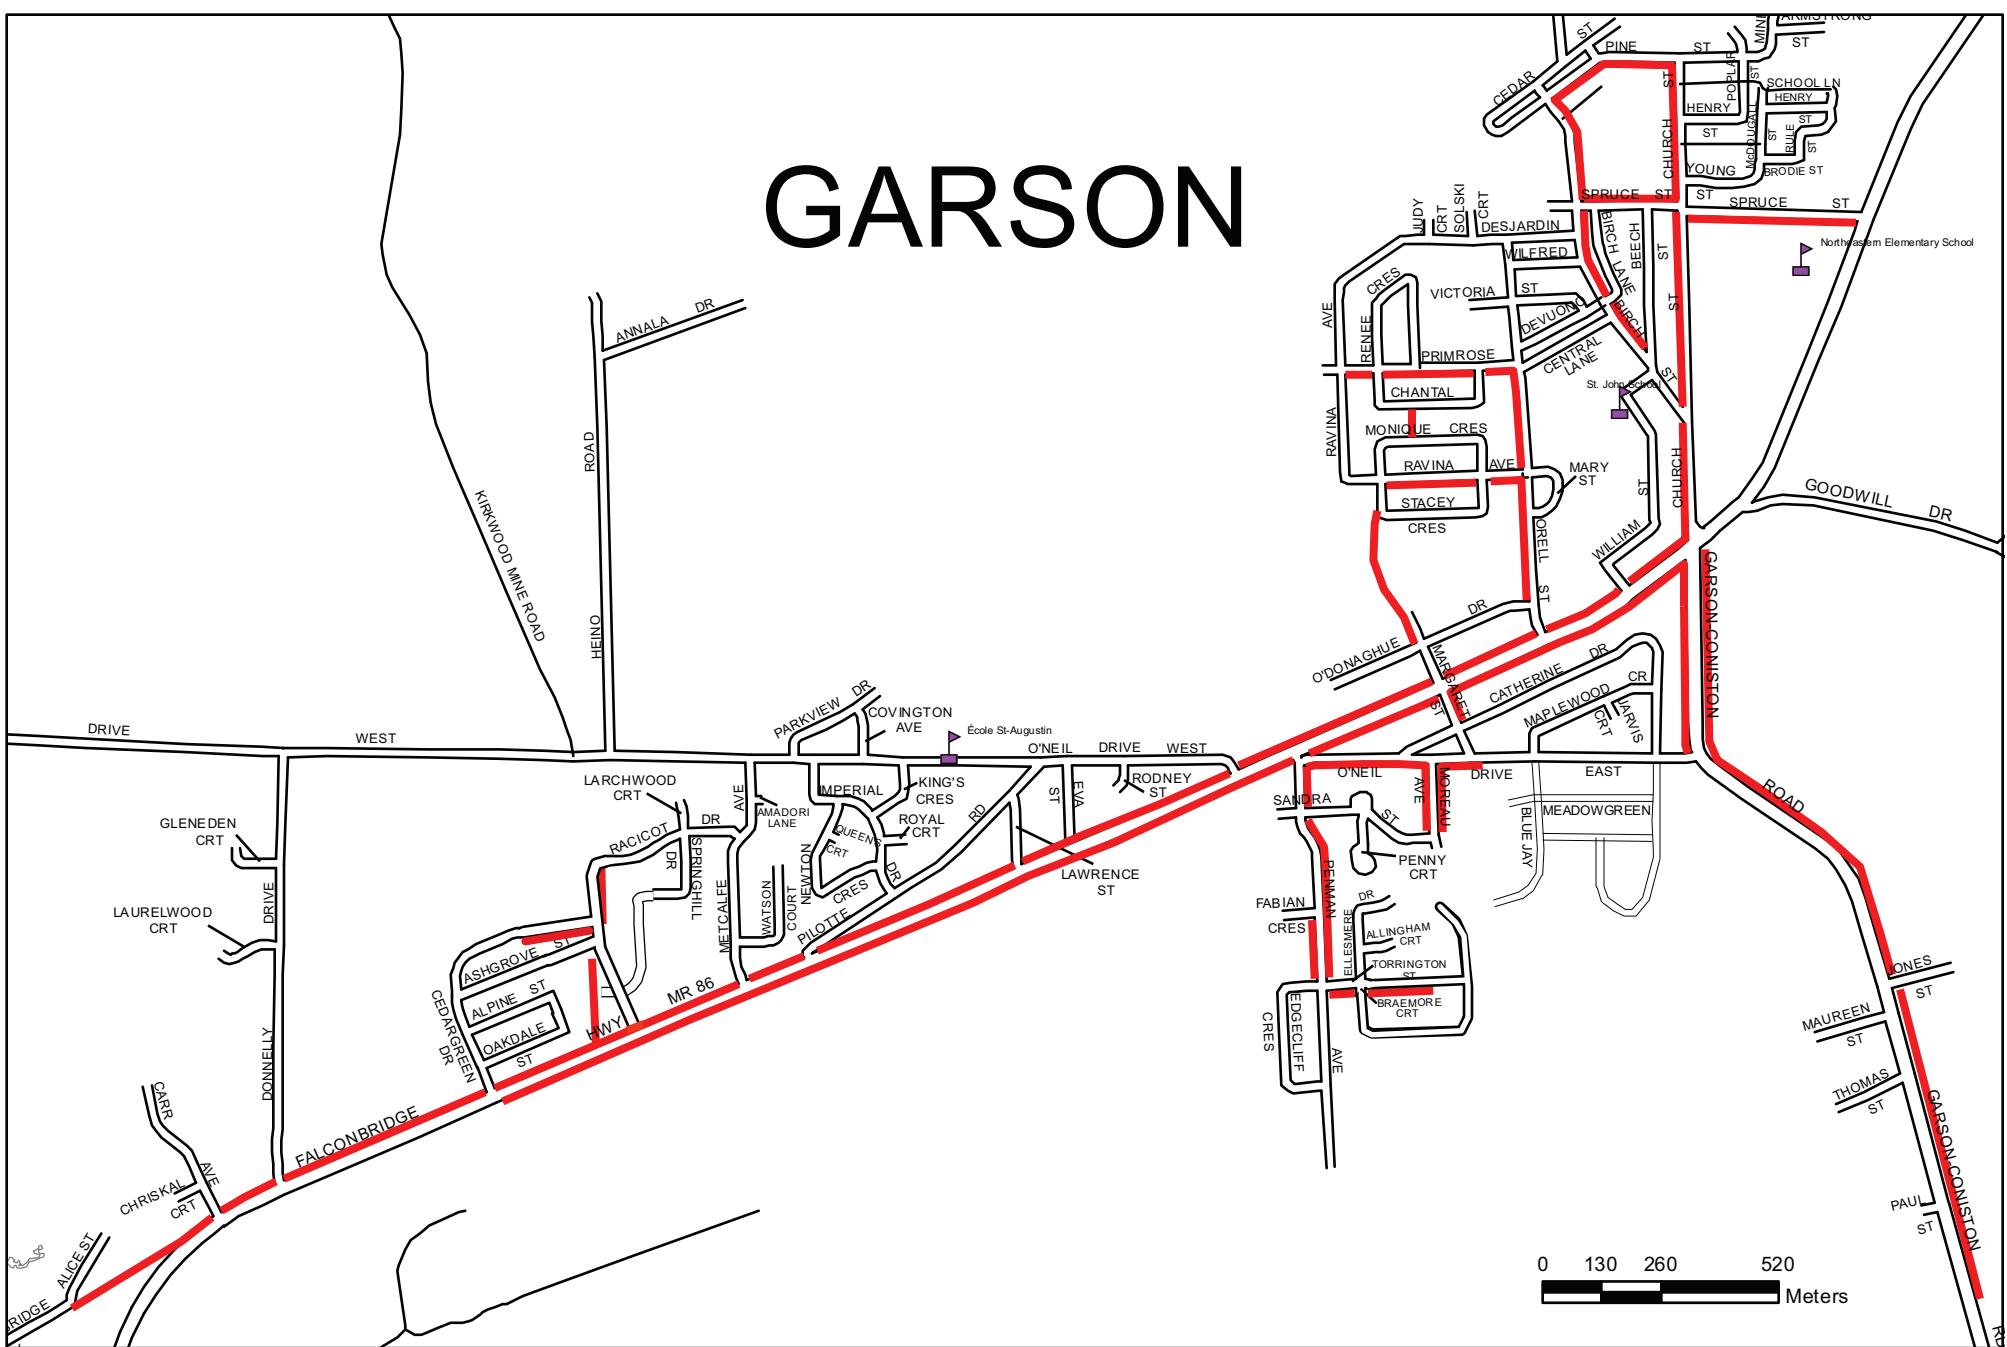 GARSON
ARMSTRONG
ST
MINE
ST
PINE
ST
CEDAR
ST
POPLAR
ST
SCHOOL LN
HENRY
HENRY
ST
ST
McDOUGALL
ST
RULE
ST
CHURCH
YOUNG
ST
BRODIE ST
SPRUCE
ST
SPRUCE
ST
Northeastern Elementary School
JUDY
CRT
SOLSKI
CRT
DESJARDIN
WILFRED
BIRCH LANE
BEECH
ST
ST
VICTORIA
ST
DEVUONO
BIRCH
ST
CENTRAL
LANE
St. John School
CRES
RENEE
AVE
PRIMROSE
CHANTAL
MONIQUE
CRES
RAVINA
RAVINA
AVE
MARY
ST
STACEY
CRES
ORELL
ST
WILLIAM
ST
CHURCH
GOODWILL
DR
GARSON-CONISTON
ROAD
ANNALA
DR
HEINO
ROAD
KIRKWOOD MINE ROAD
O'DONAGHUE
DR
MARGARET
ST
CATHERINE
DR
MAPLEWOOD
CR
CRT
JARVIS
DRIVE
WEST
PARKVIEW
DR
COVINGTON
AVE
École St-Augustin
O'NEIL
DRIVE
WEST
O'NEIL
DRIVE
EAST
LARCHWOOD
CRT
AVE
AMADORI
LANE
IMPERIAL
KING'S
CRES
ROYAL
CRT
QUEENS
CRT
RD
EVA
ST
RODNEY
ST
SANDRA
ST
AVE
MOREAU
MEADOWGREEN
BLUEJAY
GLENEDEN
CRT
RACICOT
DR
DR
SPRINGHILL
NEWTON
CRES
DR
LAWRENCE
ST
PENNY
CRT
LAURELWOOD
CRT
DRIVE
METCALFE
WATSON
COURT
PILOTTE
FABIAN
CRES
PENMAN
ELLESMERE
DR
ALLINGHAM
CRT
TORRINGTON
ST
BRAEMORE
CRT
ASHGROVE
ST
ALPINE
ST
OAKDALE
ST
CEDARGREEN
DR
HWY
MR 86
EDGECLIFF
CRES
AVE
JONES
ST
MAUREEN
ST
THOMAS
ST
GARSON-CONISTON
PAUL
ST
DONNELLY
FALCONBRIDGE
CARR
AVE
CHRISKAL
CRT
ALICE ST
0 130 260 520
Meters